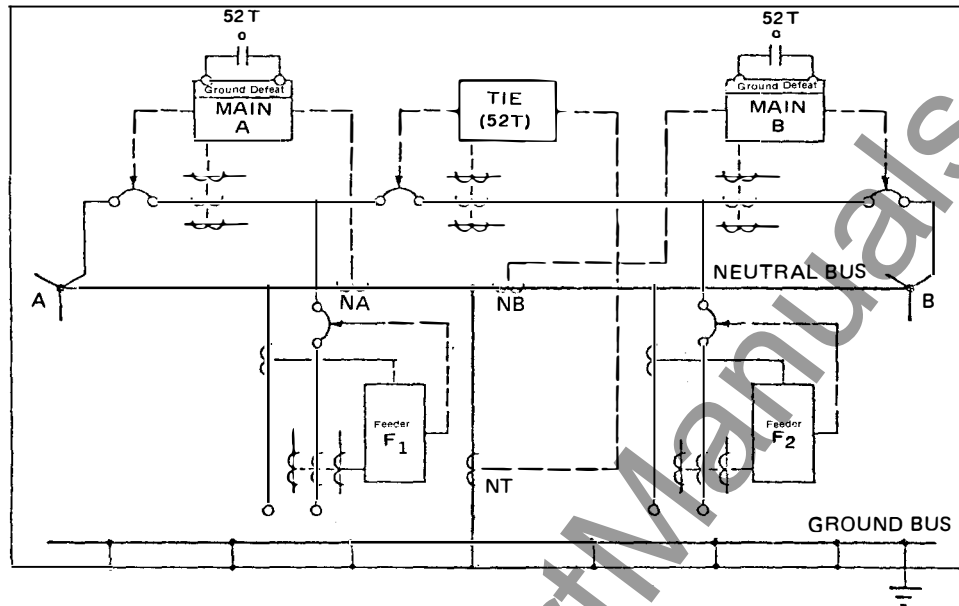 52T
a
Ground Defeat
MAIN
A
TIE
(52T)
52T
a
Ground Defeat
MAIN
B
NEUTRAL BUS
A
NA
NB
B
Feeder
F1
NT
Feeder
F2
GROUND BUS